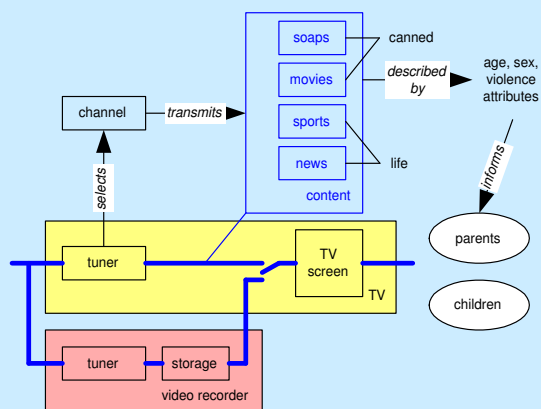 soaps
canned
movies
described
by
age, sex,
violence
attributes
channel
transmits
sports
news
life
content
informs
selects
parents
tuner
TV
screen
TV
children
tuner
storage
video recorder